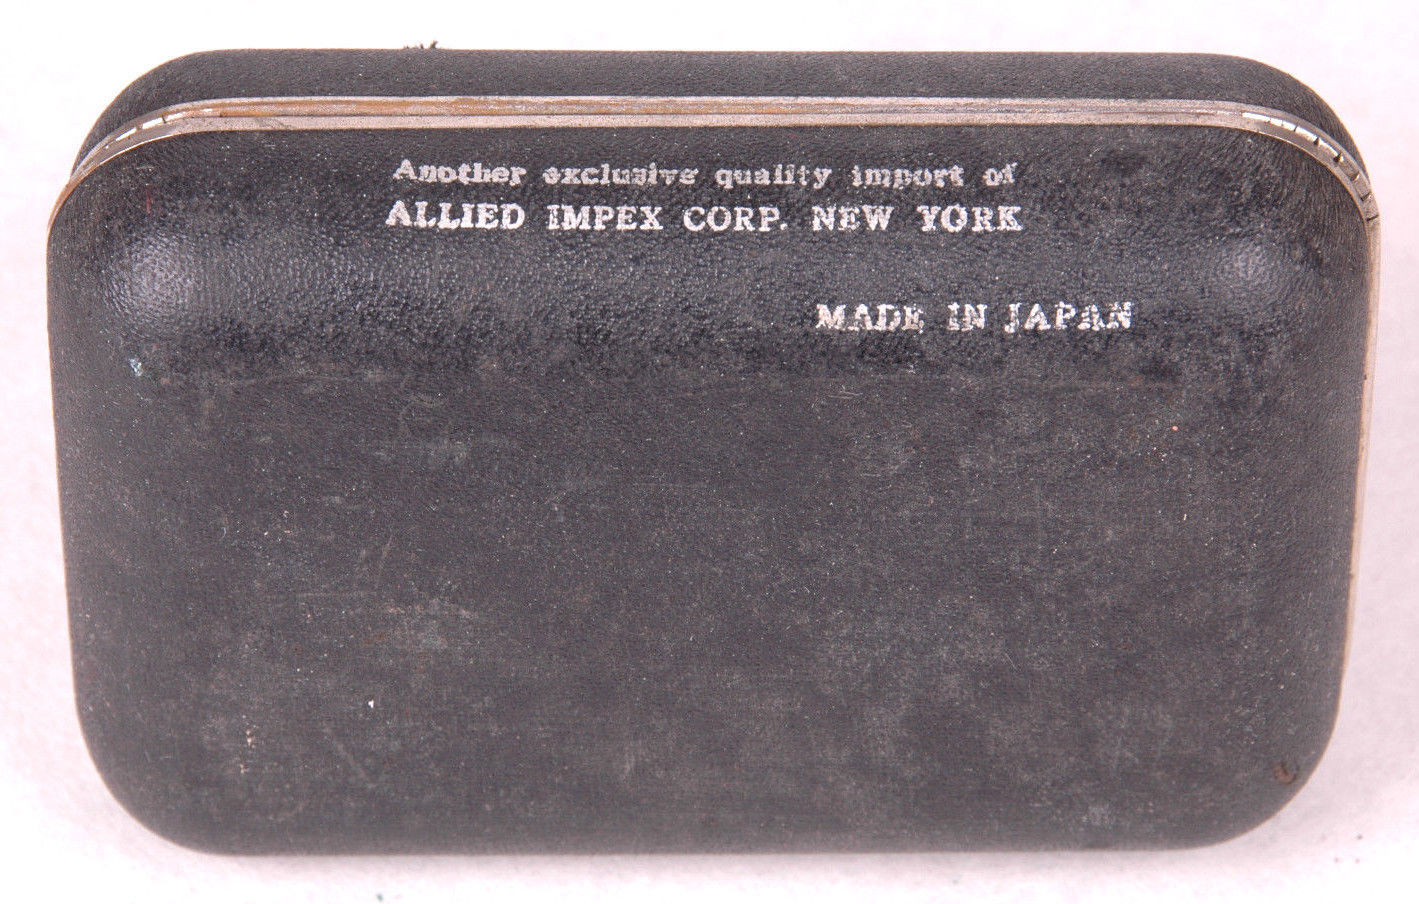 Another exclusive quality import of
ALLIED IMPEX CORP. NEW YORK
MADE IN JAPAN